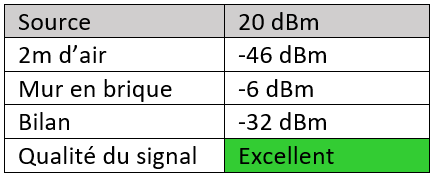 Source 20 dBm
2m d’air -46 dBm
Mur en brique -6 dBm
Bilan -32 dBm
Qualité du signal Excellent